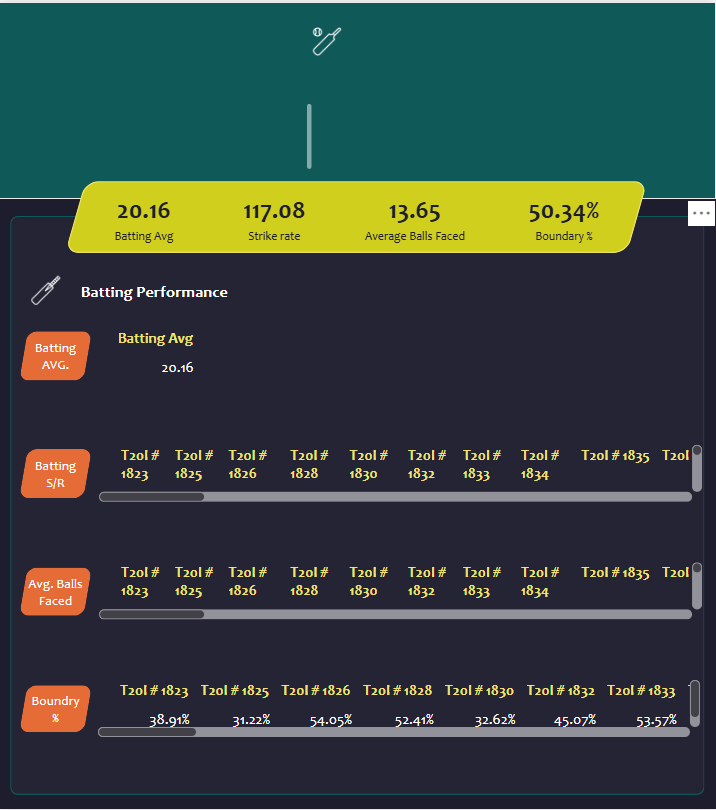 20.16 117.08 13.65 50.34%
Batting Avg Strike rate Average Balls Faced Boundary %
Batting Performance
Batting AVG.
Batting Avg
20.16
Batting S/R
T20I # 1823 T20I # 1825 T20I # 1826 T20I # 1828 T20I # 1830 T20I # 1832 T20I # 1833 T20I # 1834 T20I # 1835 T20I
Avg. Balls Faced
T20I # 1823 T20I # 1825 T20I # 1826 T20I # 1828 T20I # 1830 T20I # 1832 T20I # 1833 T20I # 1834 T20I # 1835 T20I
Boundry %
T20I # 1823 T20I # 1825 T20I # 1826 T20I # 1828 T20I # 1830 T20I # 1832 T20I # 1833
38.91% 31.22% 54.05% 52.41% 32.62% 45.07% 53.57%